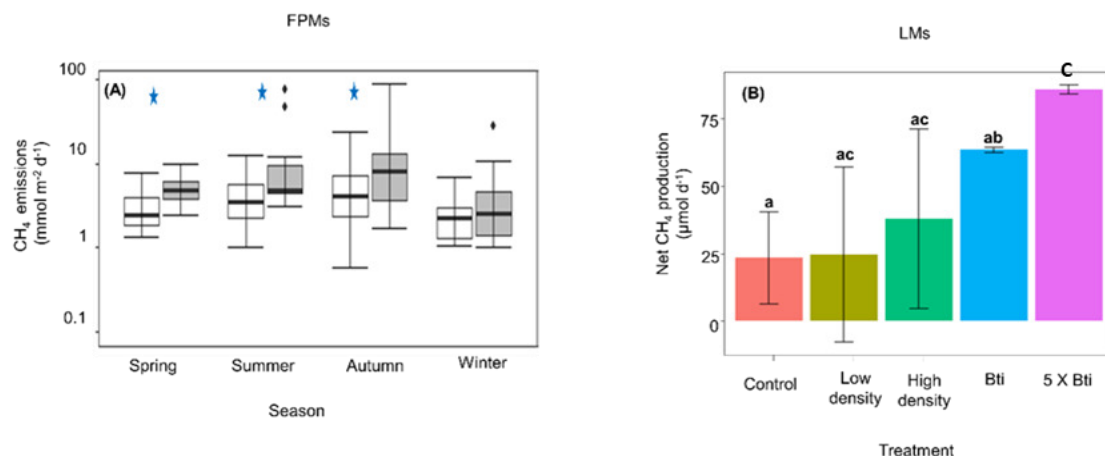 FPMs
(A)
100
10
1
0.1
CH₄ emissions
(mmol m⁻² d⁻¹)
Spring
Summer
Autumn
Winter
Season
LMs
(B)
75
50
25
0
Net CH₄ production
(µmol d⁻¹)
a
ac
ac
ab
C
Control
Low
density
High
density
Bti
5 X Bti
Treatment